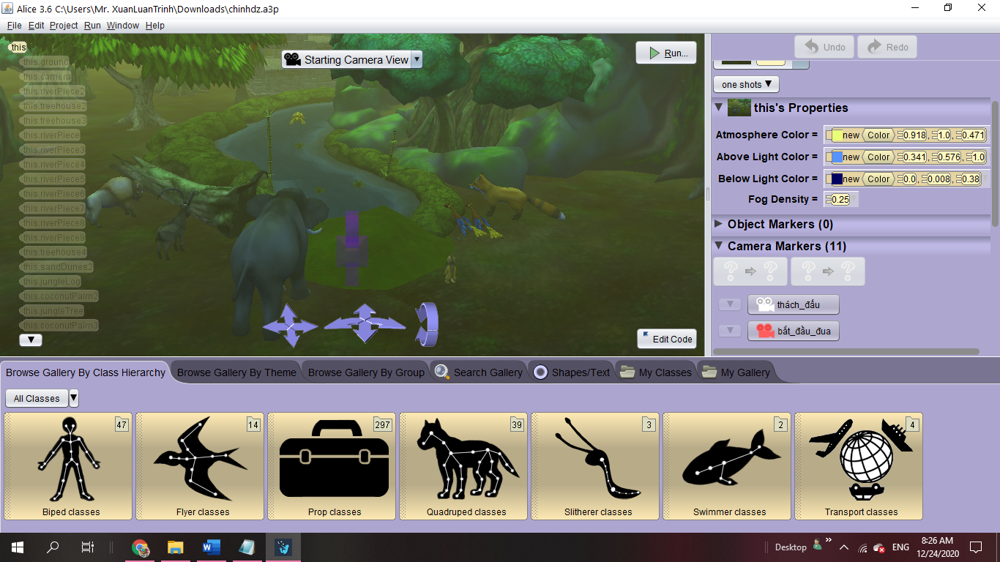 Alice 3.6 C:\Users\Mr. XuanLuanTrinh\Downloads\chinhdz.a3p
File Edit Project Run Window Help
this
this.ground
this.camera
this.riverPiece2
this.treehouse2
this.treehouse3
this.riverPiece
this.riverPiece3
this.riverPiece4
this.riverPiece5
this.riverPiece6
this.riverPiece7
this.riverPiece8
this.riverPiece9
this.treehouse4
this.sandDunes2
this.jungleLog
this.coconutPalm2
this.jungleTree
this.coconutPalm3
Starting Camera View
Run...
Edit Code
Undo Redo
one shots
this's Properties
Atmosphere Color = new Color 0.918, 1.0, 0.471
Above Light Color = new Color 0.341, 0.576, 1.0
Below Light Color = new Color 0.0, 0.008, 0.38
Fog Density = 0.25
Object Markers (0)
Camera Markers (11)
? ? ? ?
thách_đấu
bắt_đầu_đua
Browse Gallery By Class Hierarchy Browse Gallery By Theme Browse Gallery By Group Search Gallery Shapes/Text My Classes My Gallery
All Classes
47 14 297 39 3 2 4
Biped classes Flyer classes Prop classes Quadruped classes Slitherer classes Swimmer classes Transport classes
Desktop ENG 8:26 AM
12/24/2020